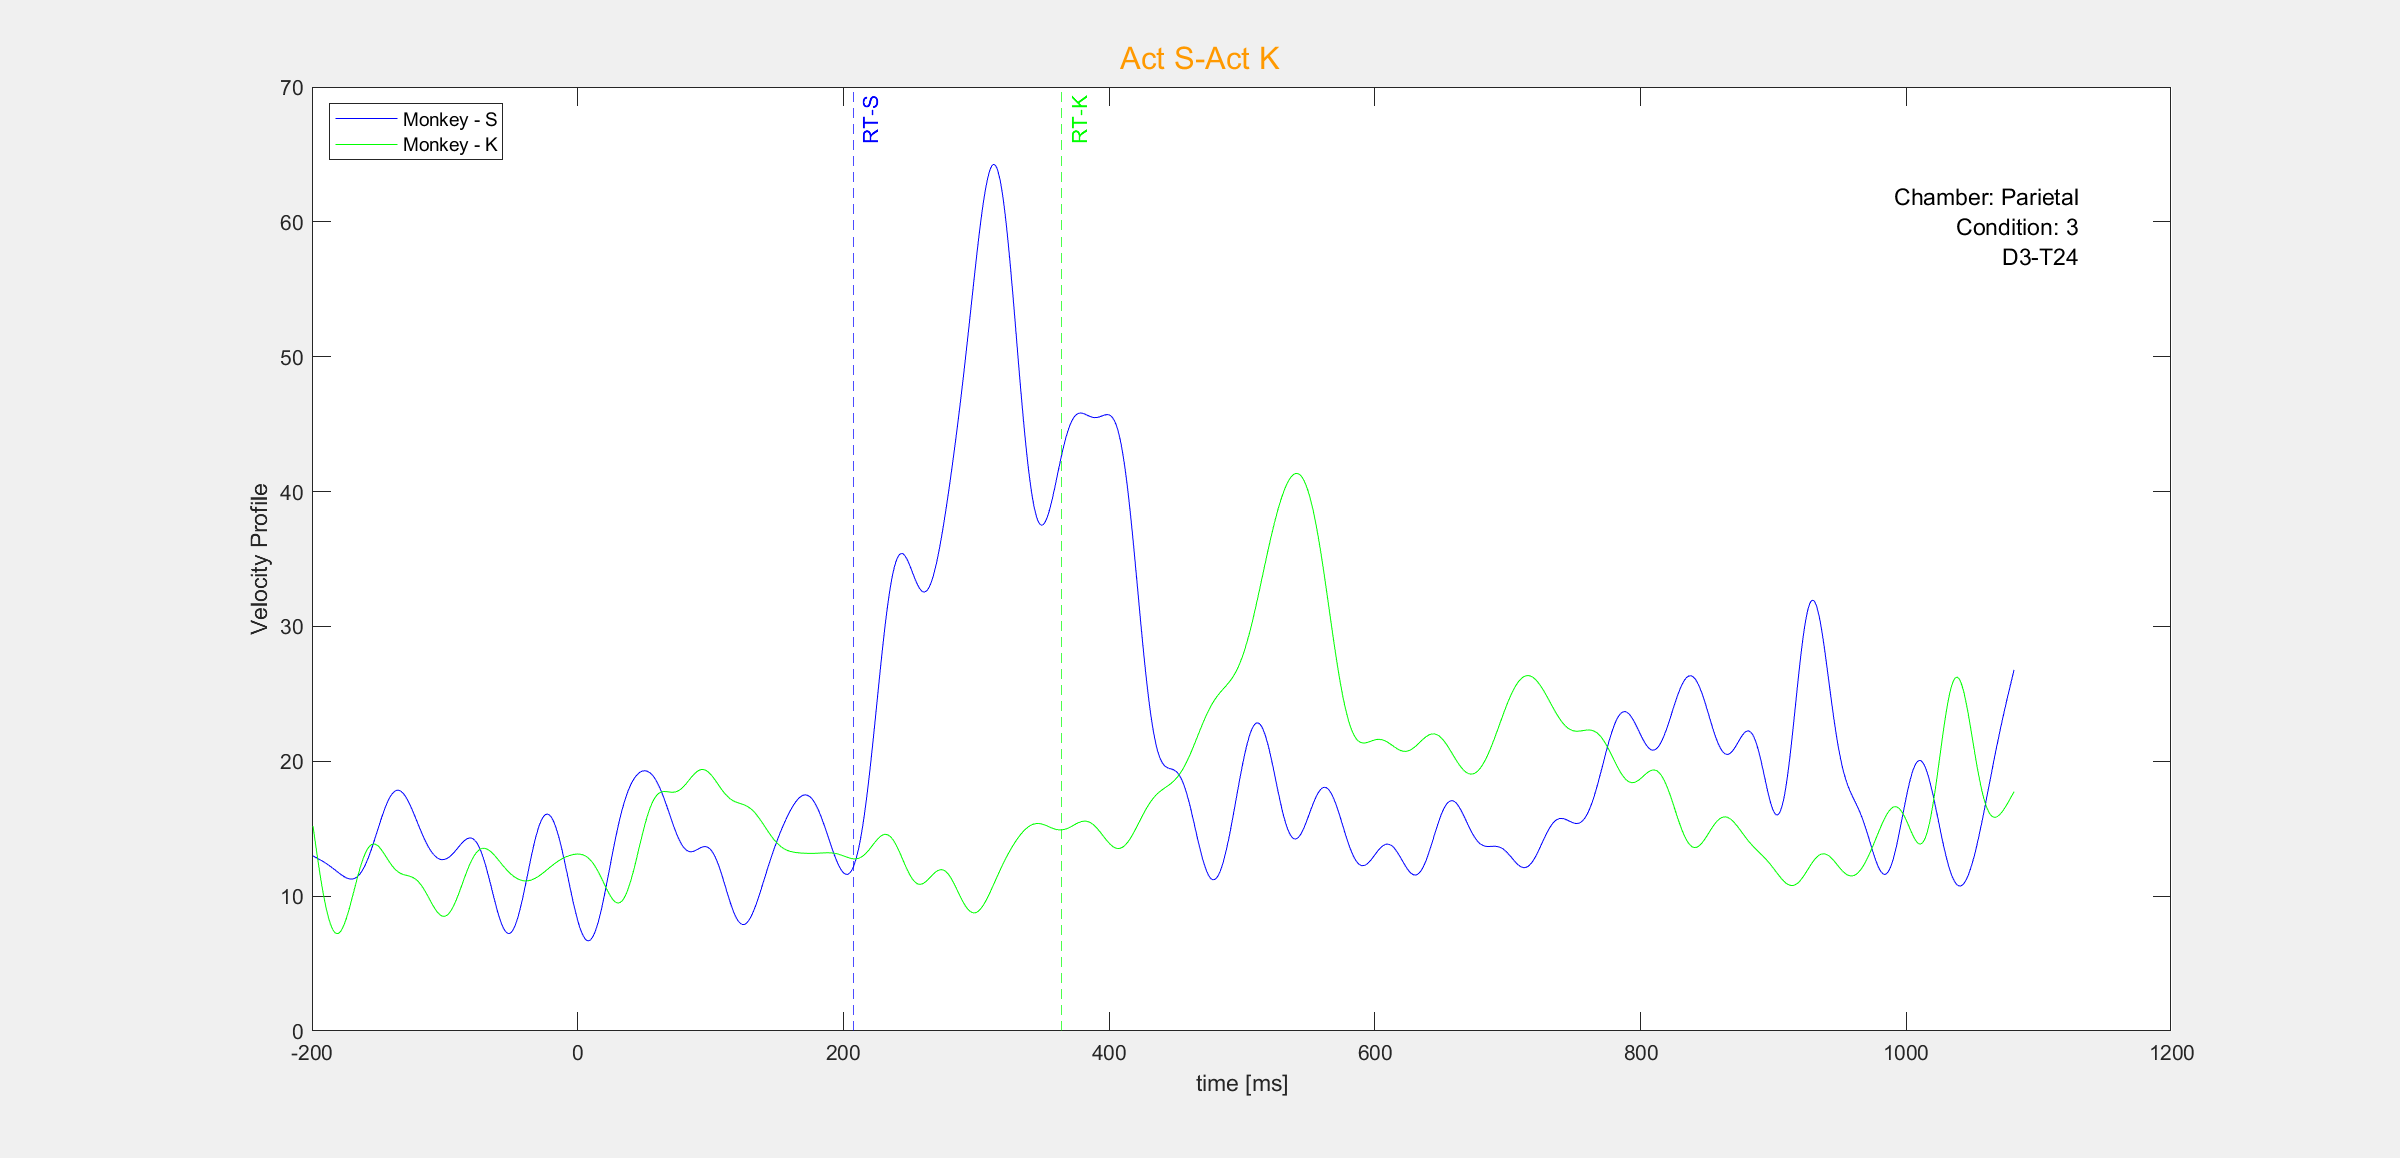 Act S-Act K
Monkey - S
Monkey - K
RT-S
RT-K
Chamber: Parietal
Condition: 3
D3-T24
Velocity Profile
70
60
50
40
30
20
10
0
-200
0
200
400
600
800
1000
1200
time [ms]